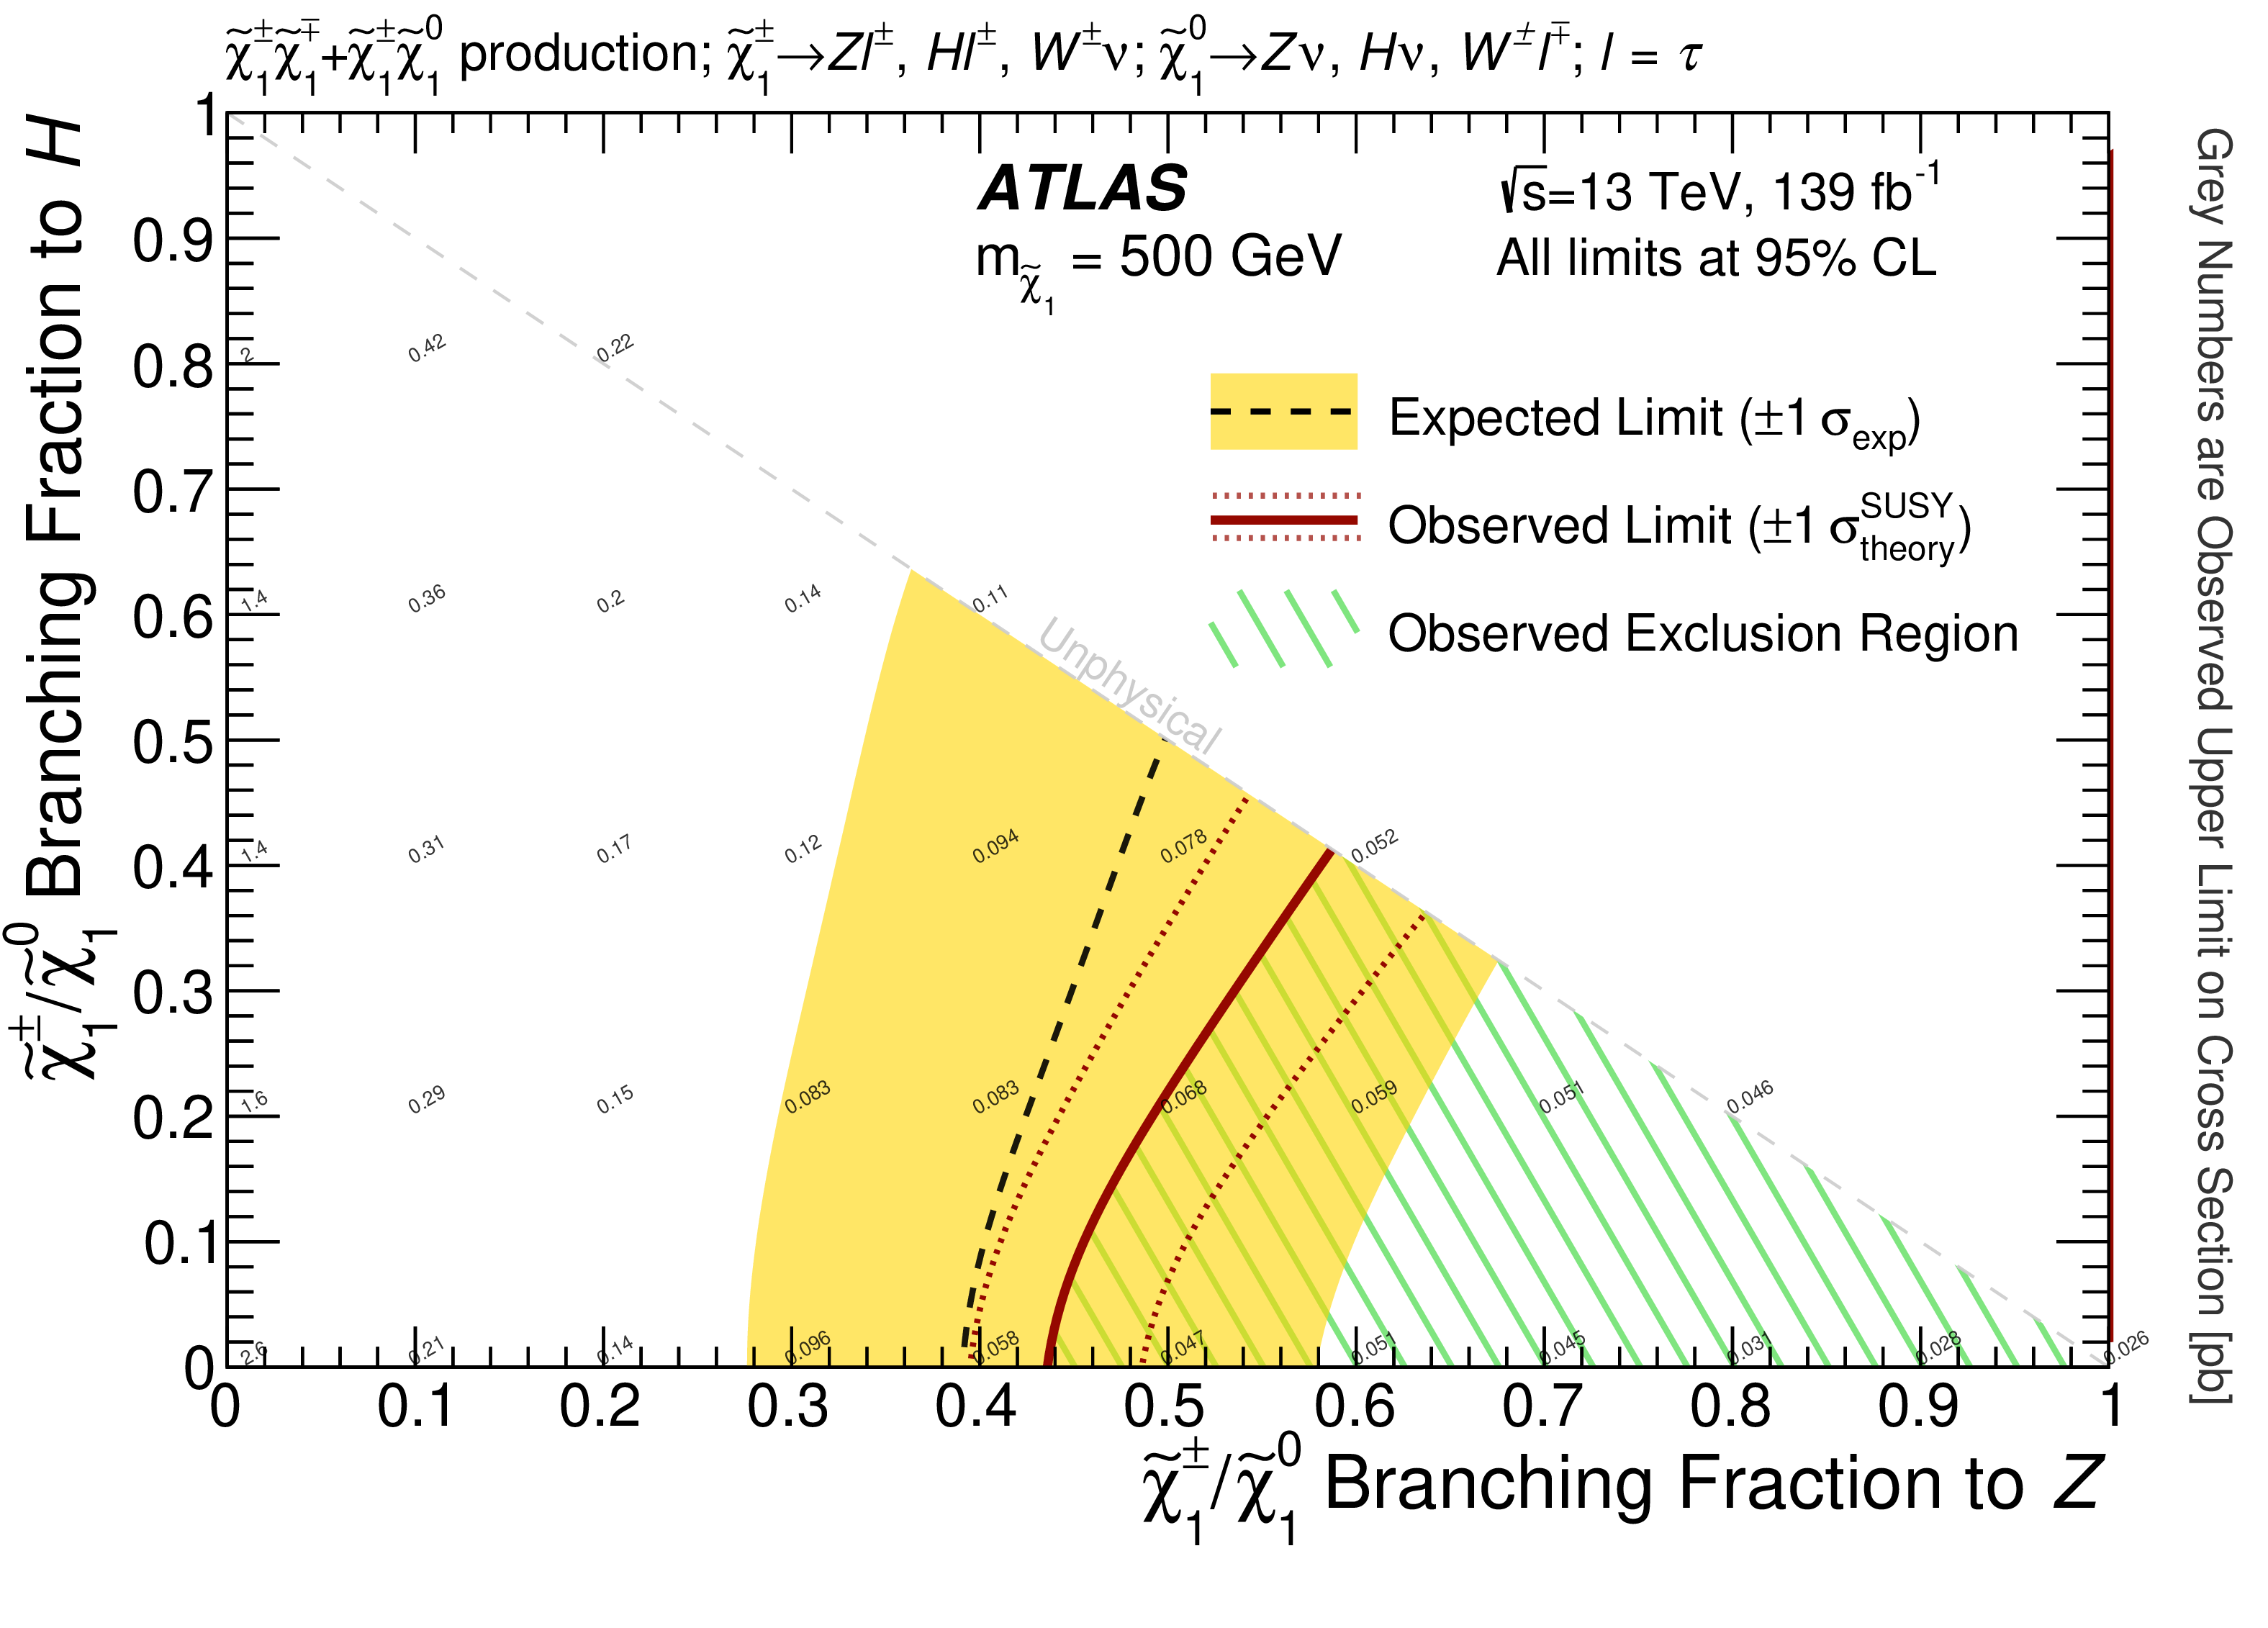 χ̃₁±χ̃₁∓+χ̃₁±χ̃₁⁰ production; χ̃₁±→Zl±, Hl±, W±ν; χ̃₁⁰→Zν, Hν, W±l∓; l = τ
ATLAS
√s=13 TeV, 139 fb⁻¹
m_χ̃₁ = 500 GeV
All limits at 95% CL
Expected Limit (±1 σ_exp)
Observed Limit (±1 σ_theory^SUSY)
Observed Exclusion Region
Unphysical
χ̃₁±/χ̃₁⁰ Branching Fraction to H
1
0.9
0.8
0.7
0.6
0.5
0.4
0.3
0.2
0.1
0
2 0.42 0.22
1.4 0.36 0.2 0.14 0.11
1.4 0.31 0.17 0.12 0.094 0.078 0.052
1.6 0.29 0.15 0.083 0.083 0.068 0.059 0.051 0.046
2.6 0.21 0.14 0.096 0.058 0.047 0.051 0.045 0.031 0.028 0.026
0 0.1 0.2 0.3 0.4 0.5 0.6 0.7 0.8 0.9 1
χ̃₁±/χ̃₁⁰ Branching Fraction to Z
Grey Numbers are Observed Upper Limit on Cross Section [pb]